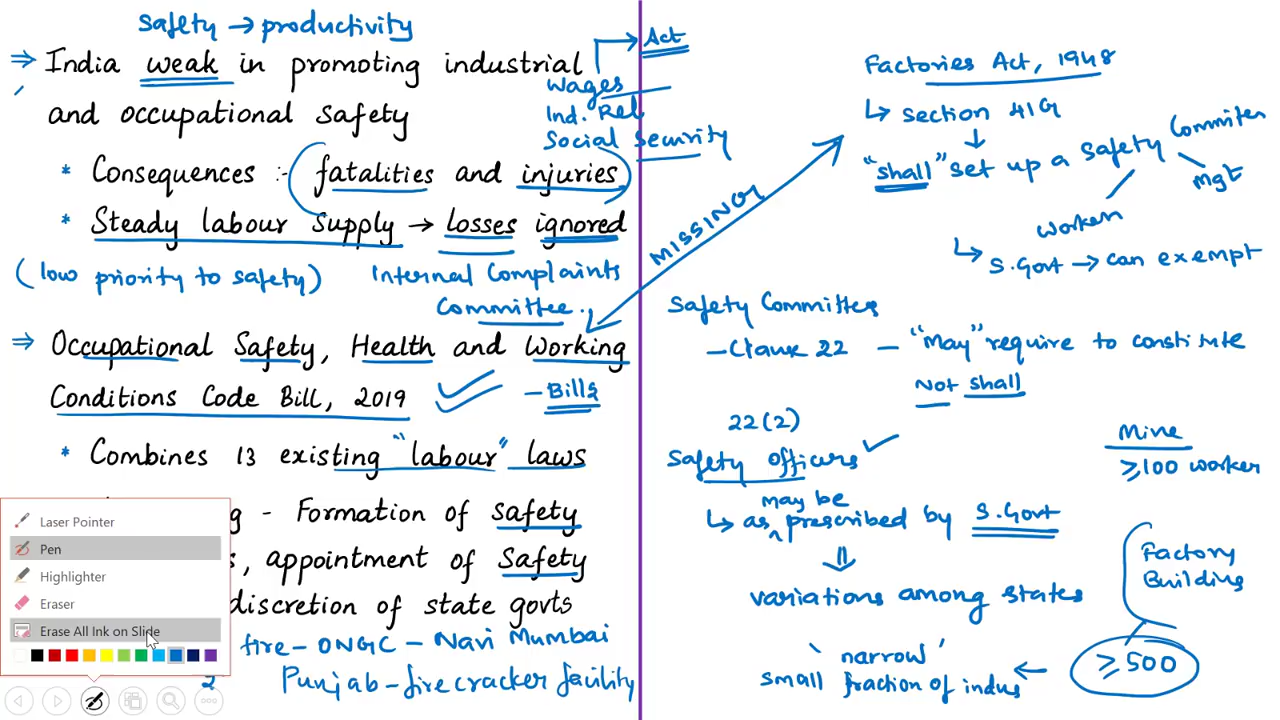 Safety → productivity
⇒ India weak in promoting industrial
and occupational safety
* Consequences :- (fatalities and injuries)
* Steady labour supply → losses ignored
(low priority to safety)
Act
Wages
Ind. Rel
Social Security
Internal Complaints
Committee.
⇒ Occupational Safety, Health and Working
Conditions Code Bill, 2019
- Bills
* Combines 13 existing "labour" laws
g - Formation of safety
s, appointment of safety
discretion of state govts
fire - ONGC - Navi Mumbai
2 Punjab - firecracker facility
Laser Pointer
Pen
Highlighter
Eraser
Erase All Ink on Slide
MISSING
Factories Act, 1948
↳ section 41G
↓
"shall" set up a safety Commitee
Mgt
worker
↳ S.Govt → can exempt
Safety Committee
- Clause 22 - "May" require to constitute
Not shall
22(2)
Safety officers
may be
↳ as prescribed by S.Govt
⇓
variations among states
Mine
≥100 worker
Factory
Building
≥500
←
' narrow '
small fraction of indus